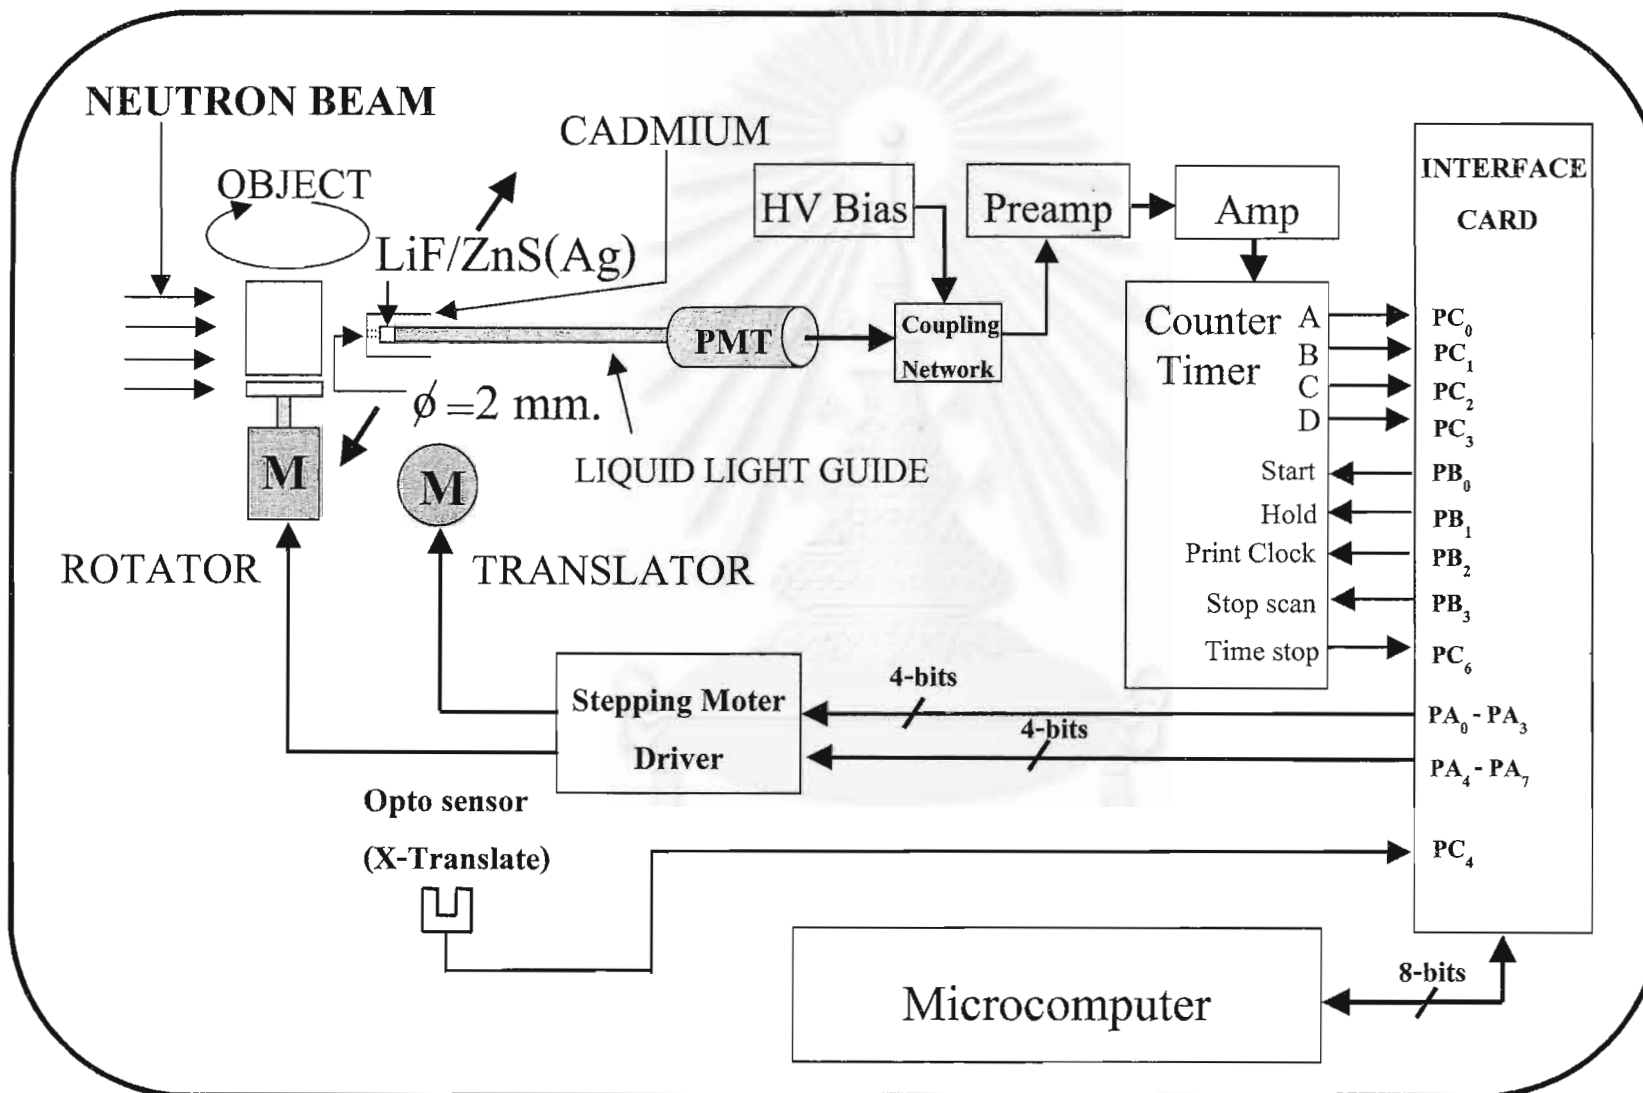 NEUTRON BEAM
CADMIUM
OBJECT
LiF/ZnS(Ag)
HV Bias
Preamp
Amp
INTERFACE
CARD
PMT
Coupling
Network
Counter
Timer
A
B
C
D
PC₀
PC₁
PC₂
PC₃
ϕ =2 mm.
LIQUID LIGHT GUIDE
M
M
Start
Hold
Print Clock
Stop scan
Time stop
PB₀
PB₁
PB₂
PB₃
PC₆
ROTATOR
TRANSLATOR
Stepping Moter
Driver
4-bits
4-bits
PA₀ - PA₃
PA₄ - PA₇
Opto sensor
(X-Translate)
PC₄
8-bits
Microcomputer